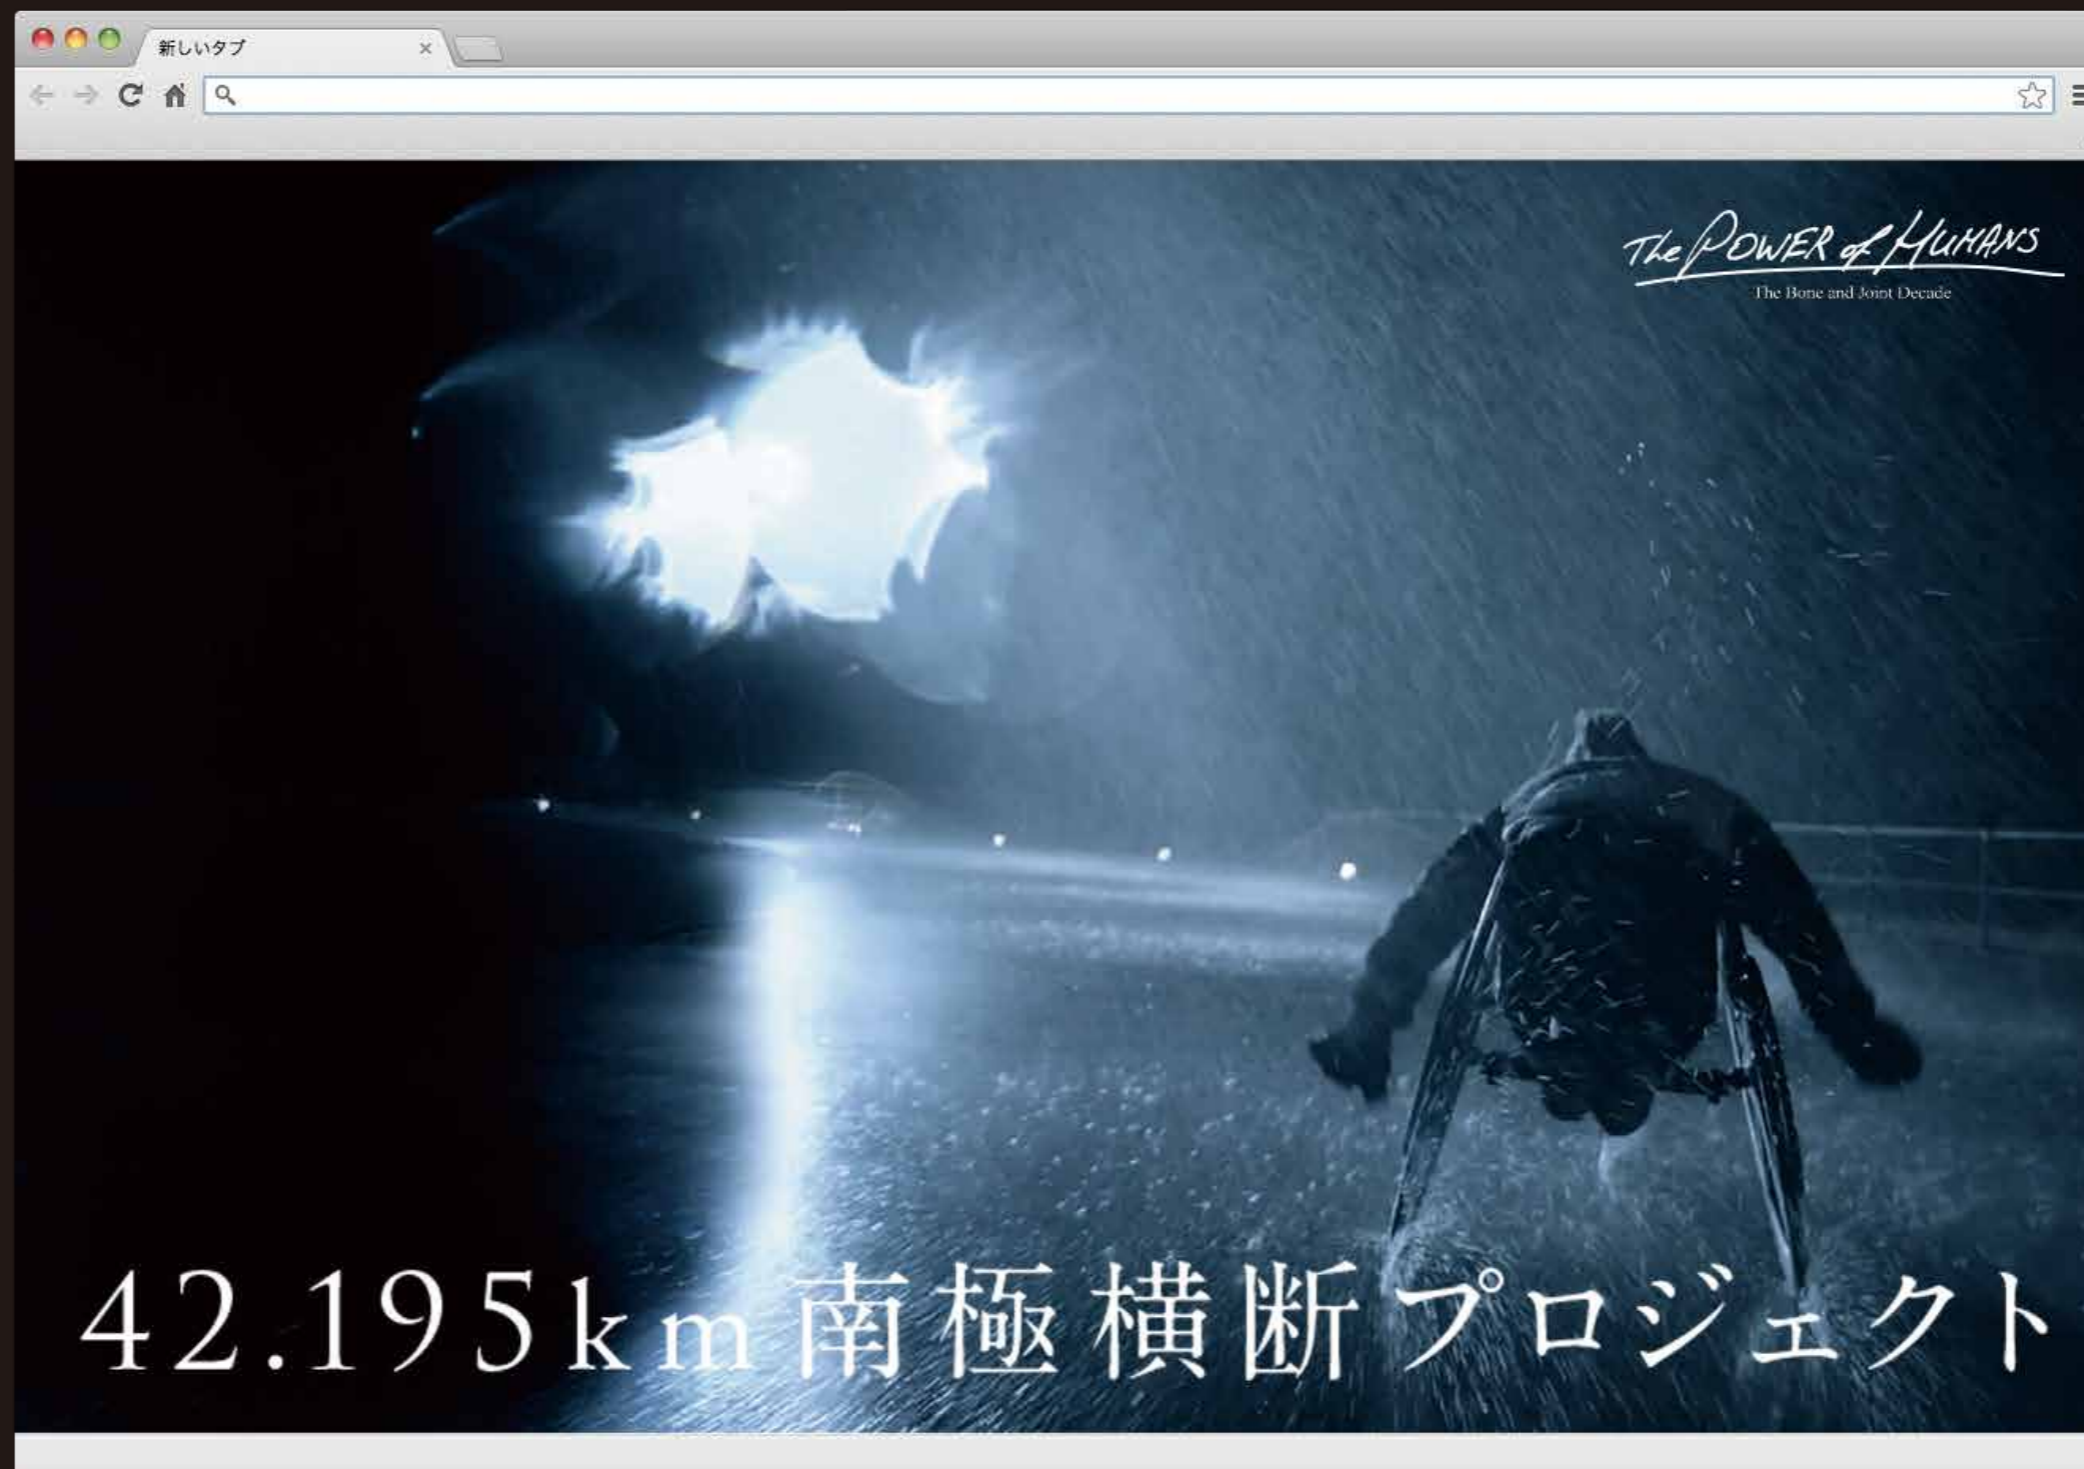 新しいタブ
The POWER of HUMANS
The Bone and Joint Decade
42.195km南極横断プロジェクト